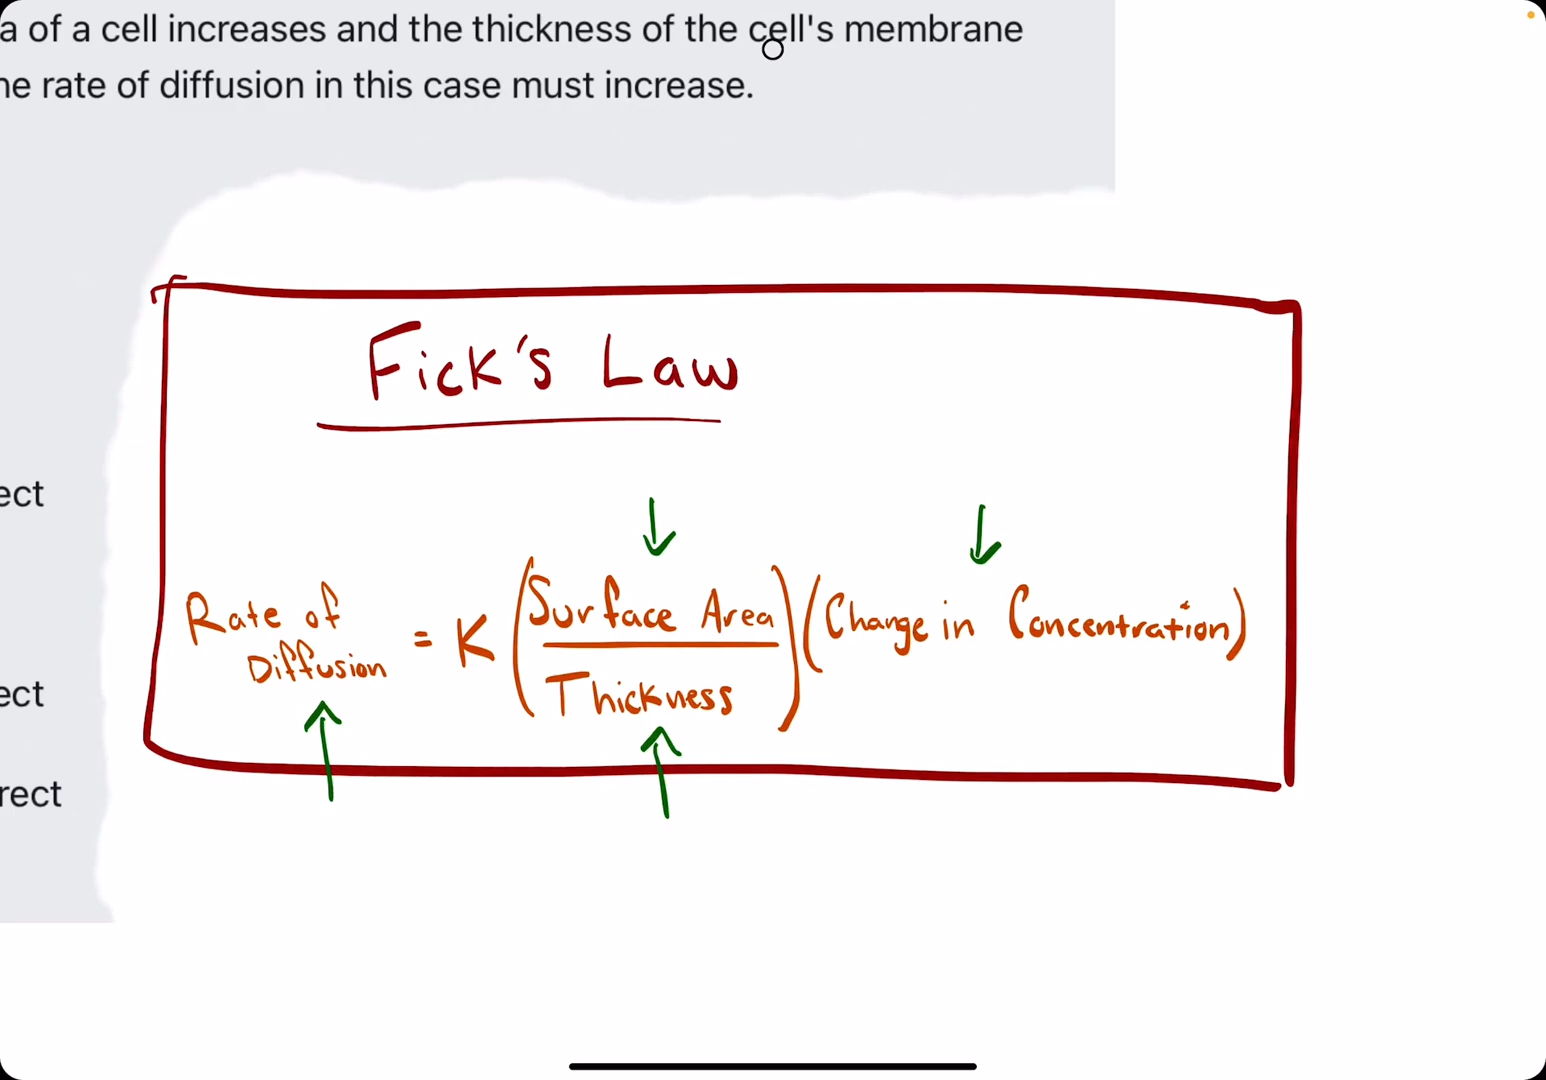 a of a cell increases and the thickness of the cell's membrane
he rate of diffusion in this case must increase.
Fick's Law
ect
Rate of Diffusion = K (Surface Area / Thickness) (Change in Concentration)
ect
rect